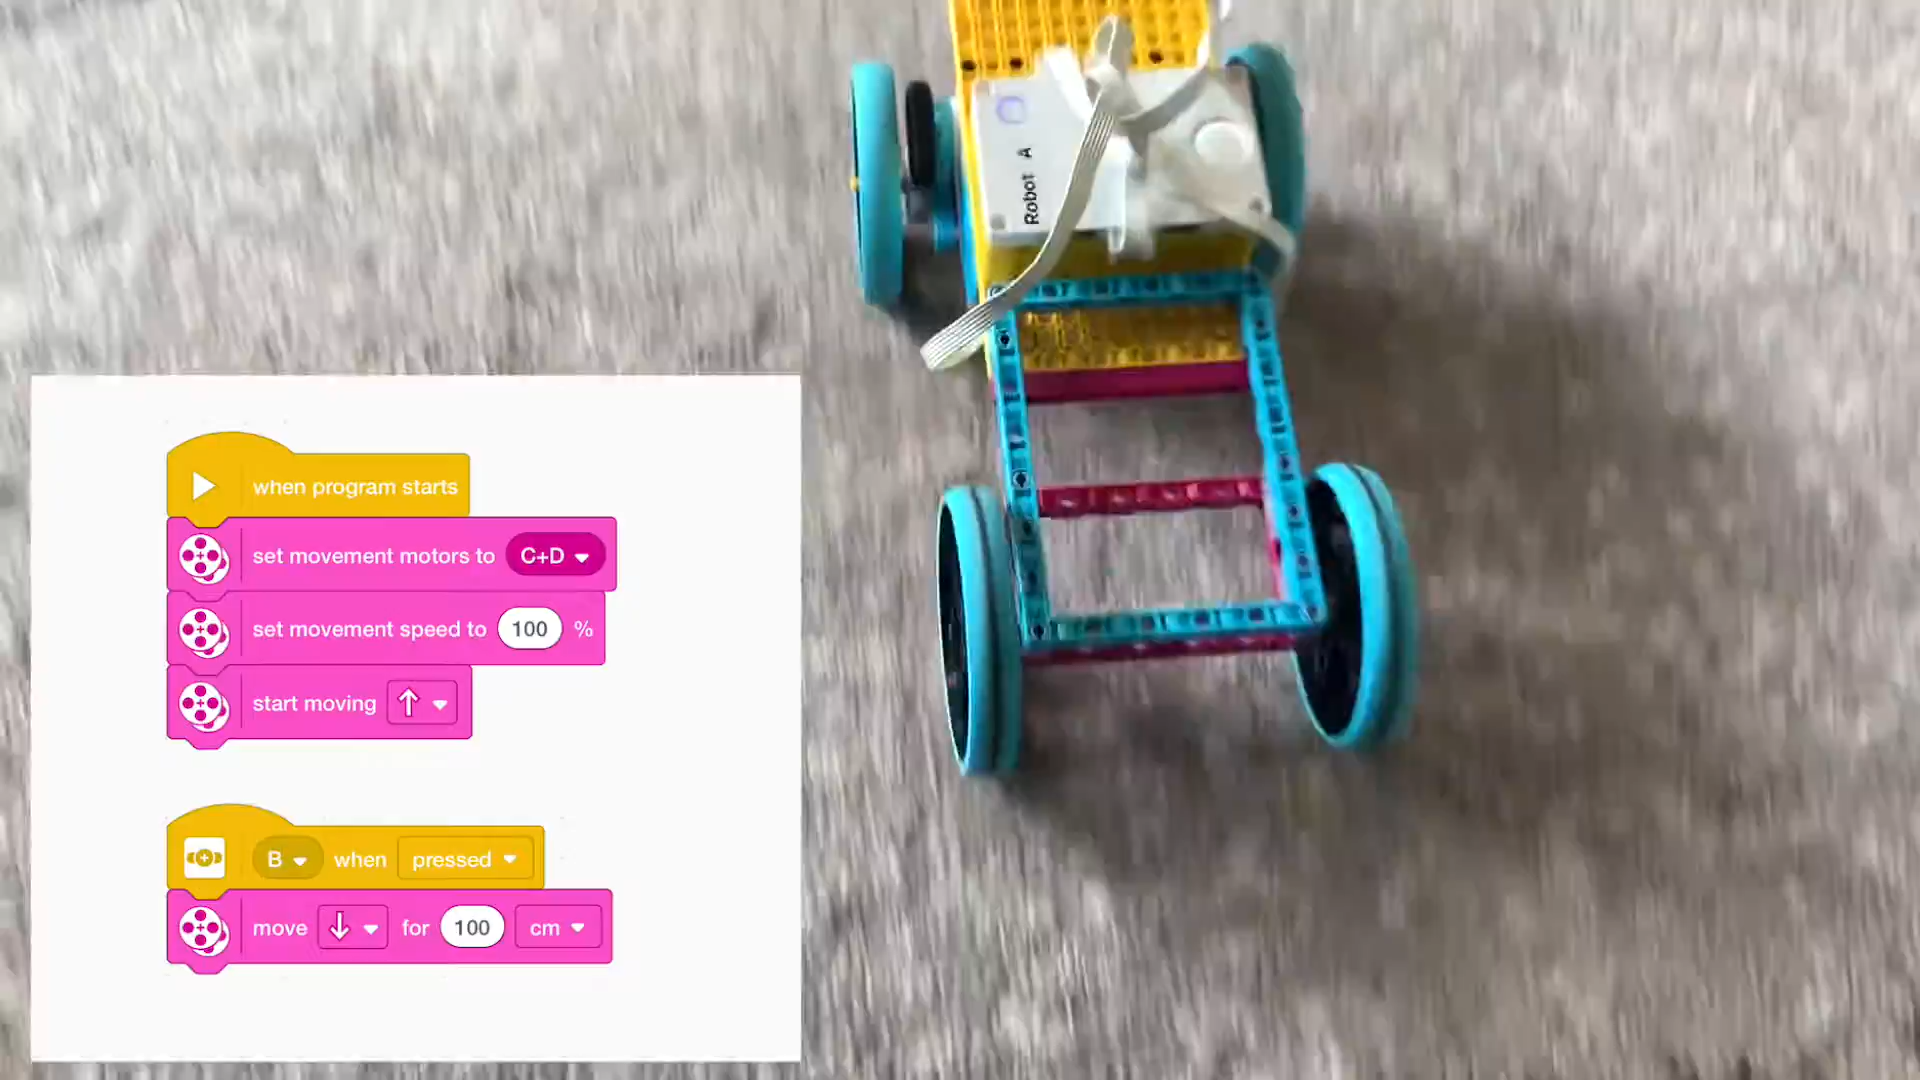 Robot A
when program starts
set movement motors to C+D
set movement speed to 100 %
start moving
B when pressed
move for 100 cm